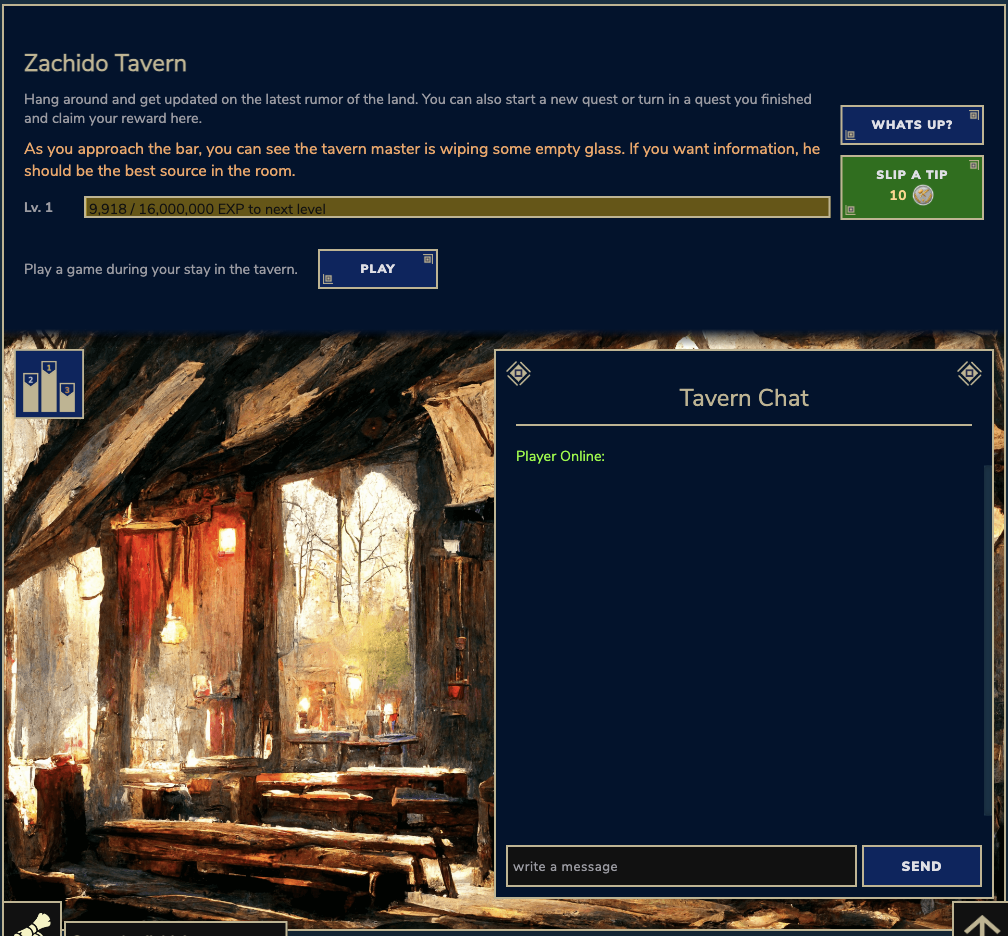 Zachido Tavern
Hang around and get updated on the latest rumor of the land. You can also start a new quest or turn in a quest you finished
and claim your reward here.
As you approach the bar, you can see the tavern master is wiping some empty glass. If you want information, he
should be the best source in the room.
WHATS UP?
SLIP A TIP
10
Lv. 1
9,918 / 16,000,000 EXP to next level
Play a game during your stay in the tavern.
PLAY
2 1 3
Tavern Chat
Player Online:
write a message
SEND